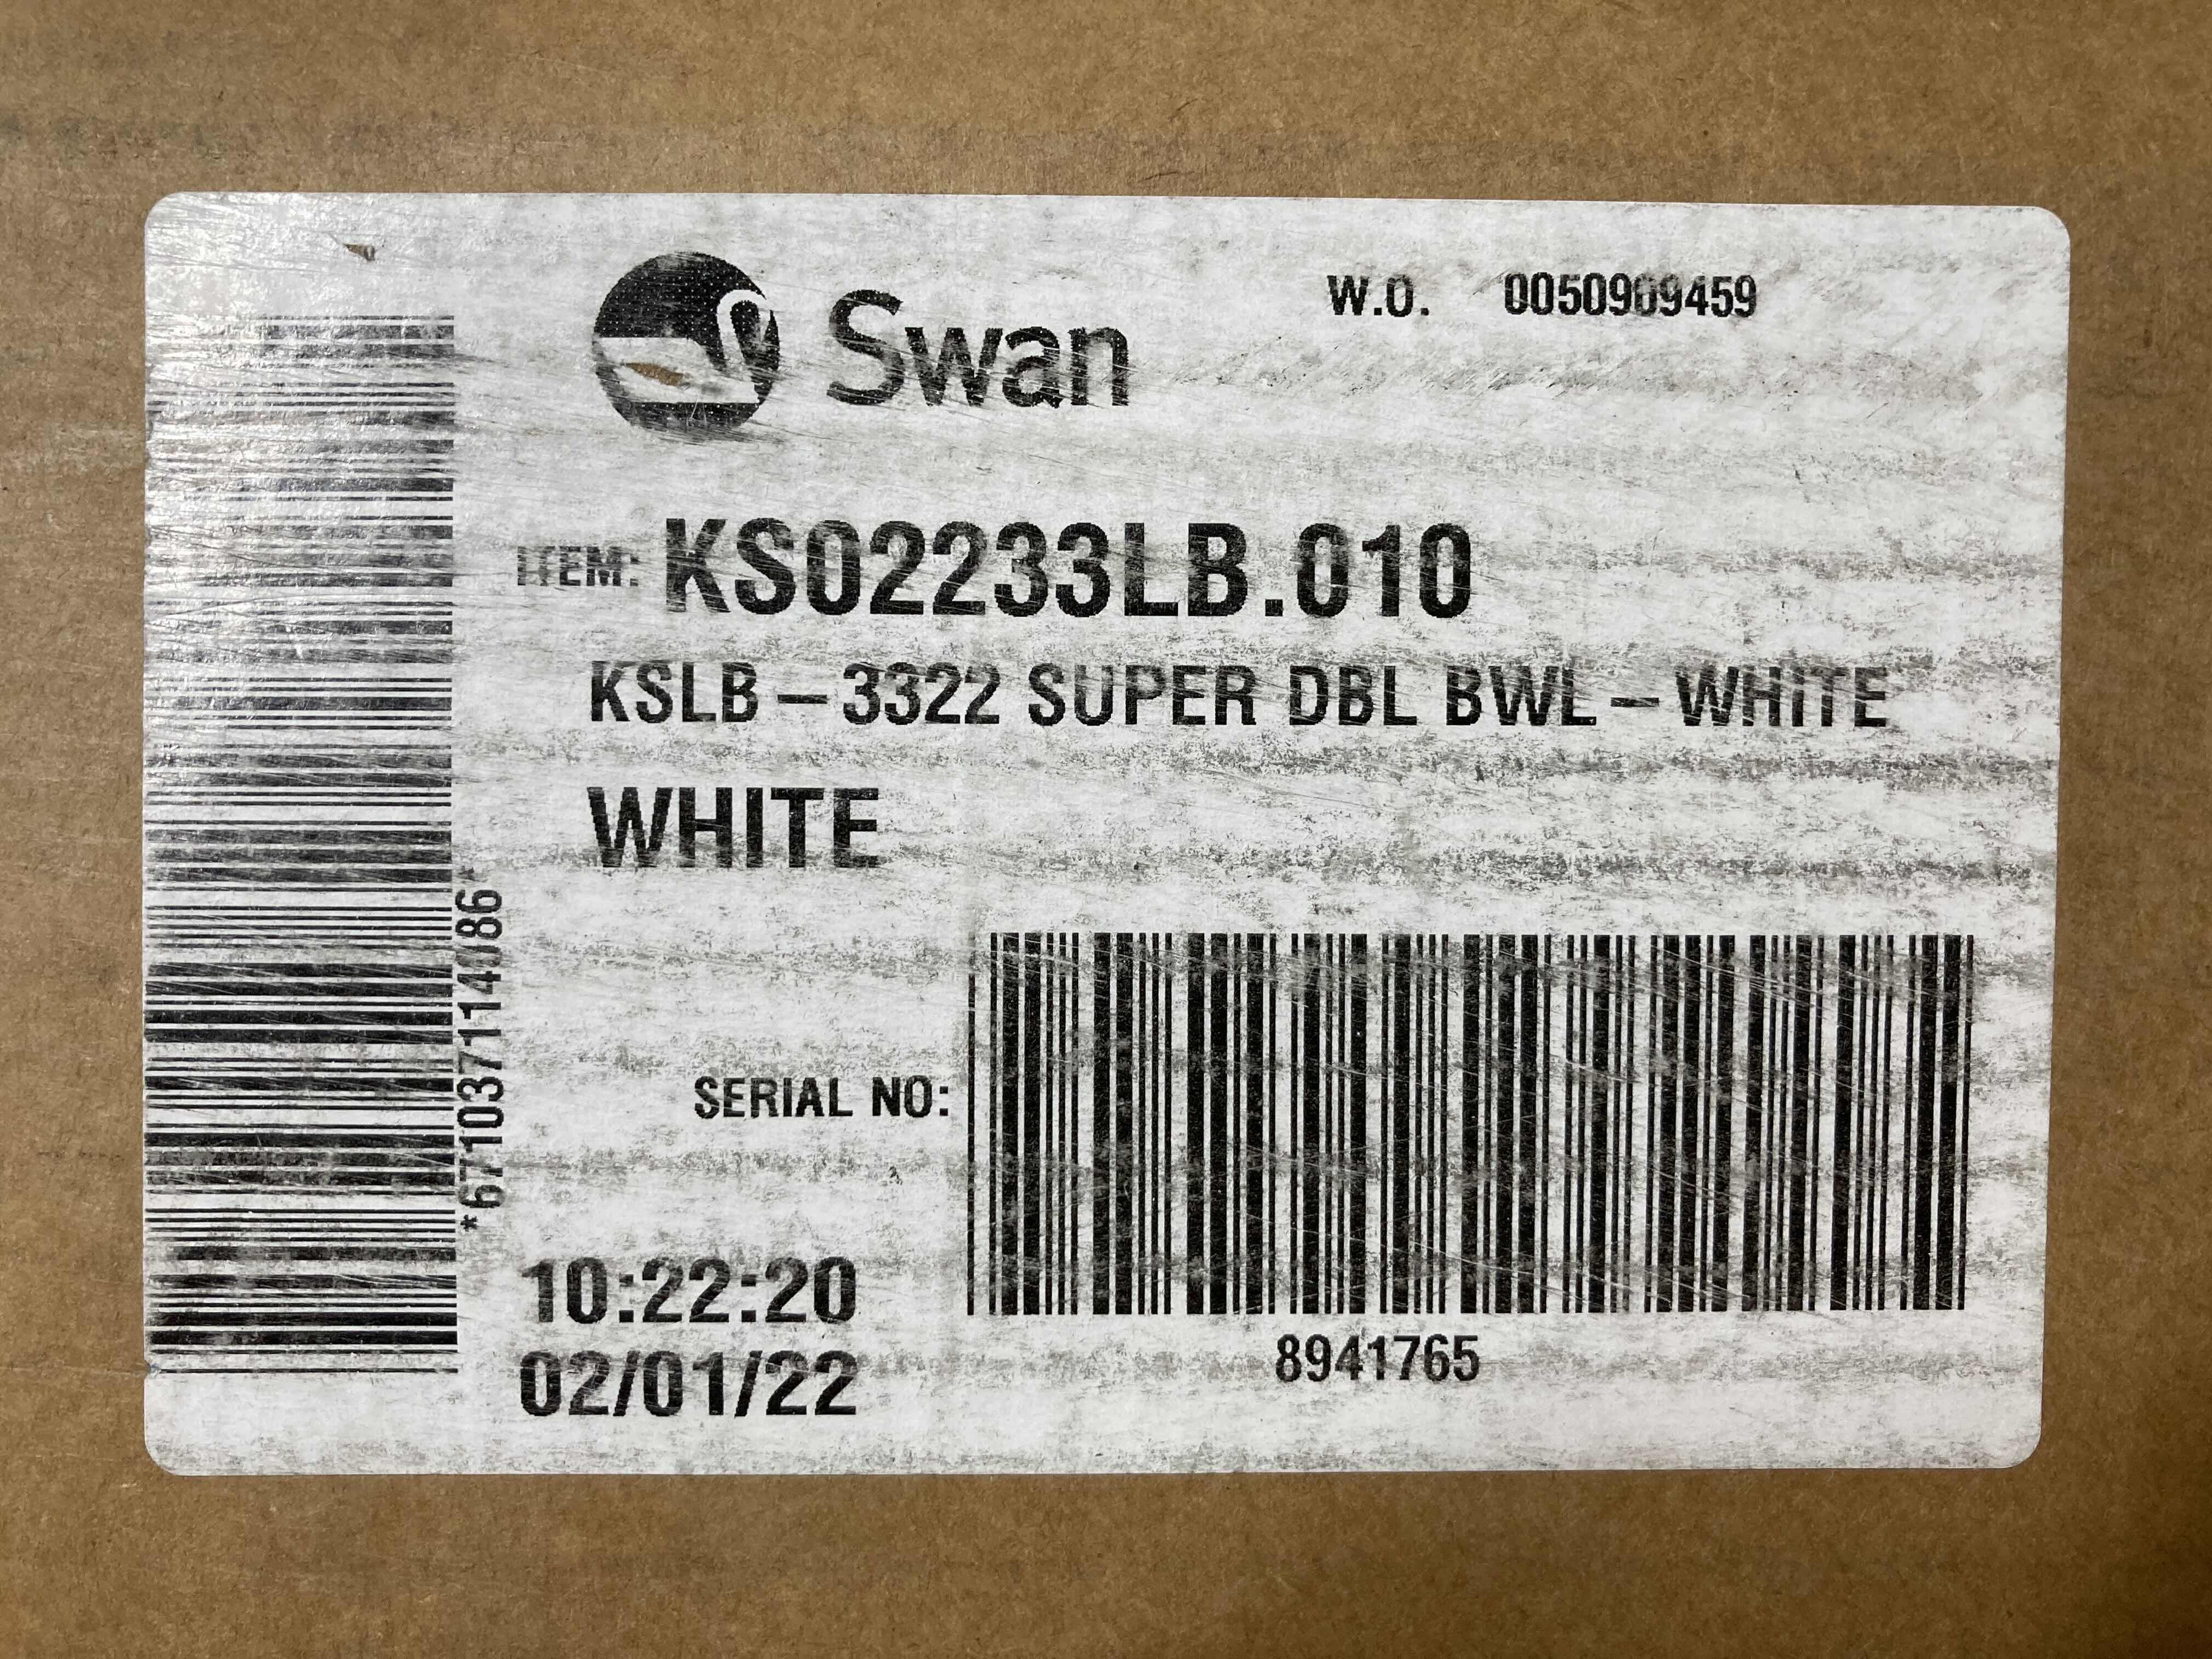 Swan
W.O. 0050909459
ITEM: KS02233LB.010
KSLB-3322 SUPER DBL BWL-WHITE
WHITE
*671037114086*
SERIAL NO:
8941765
10:22:20
02/01/22